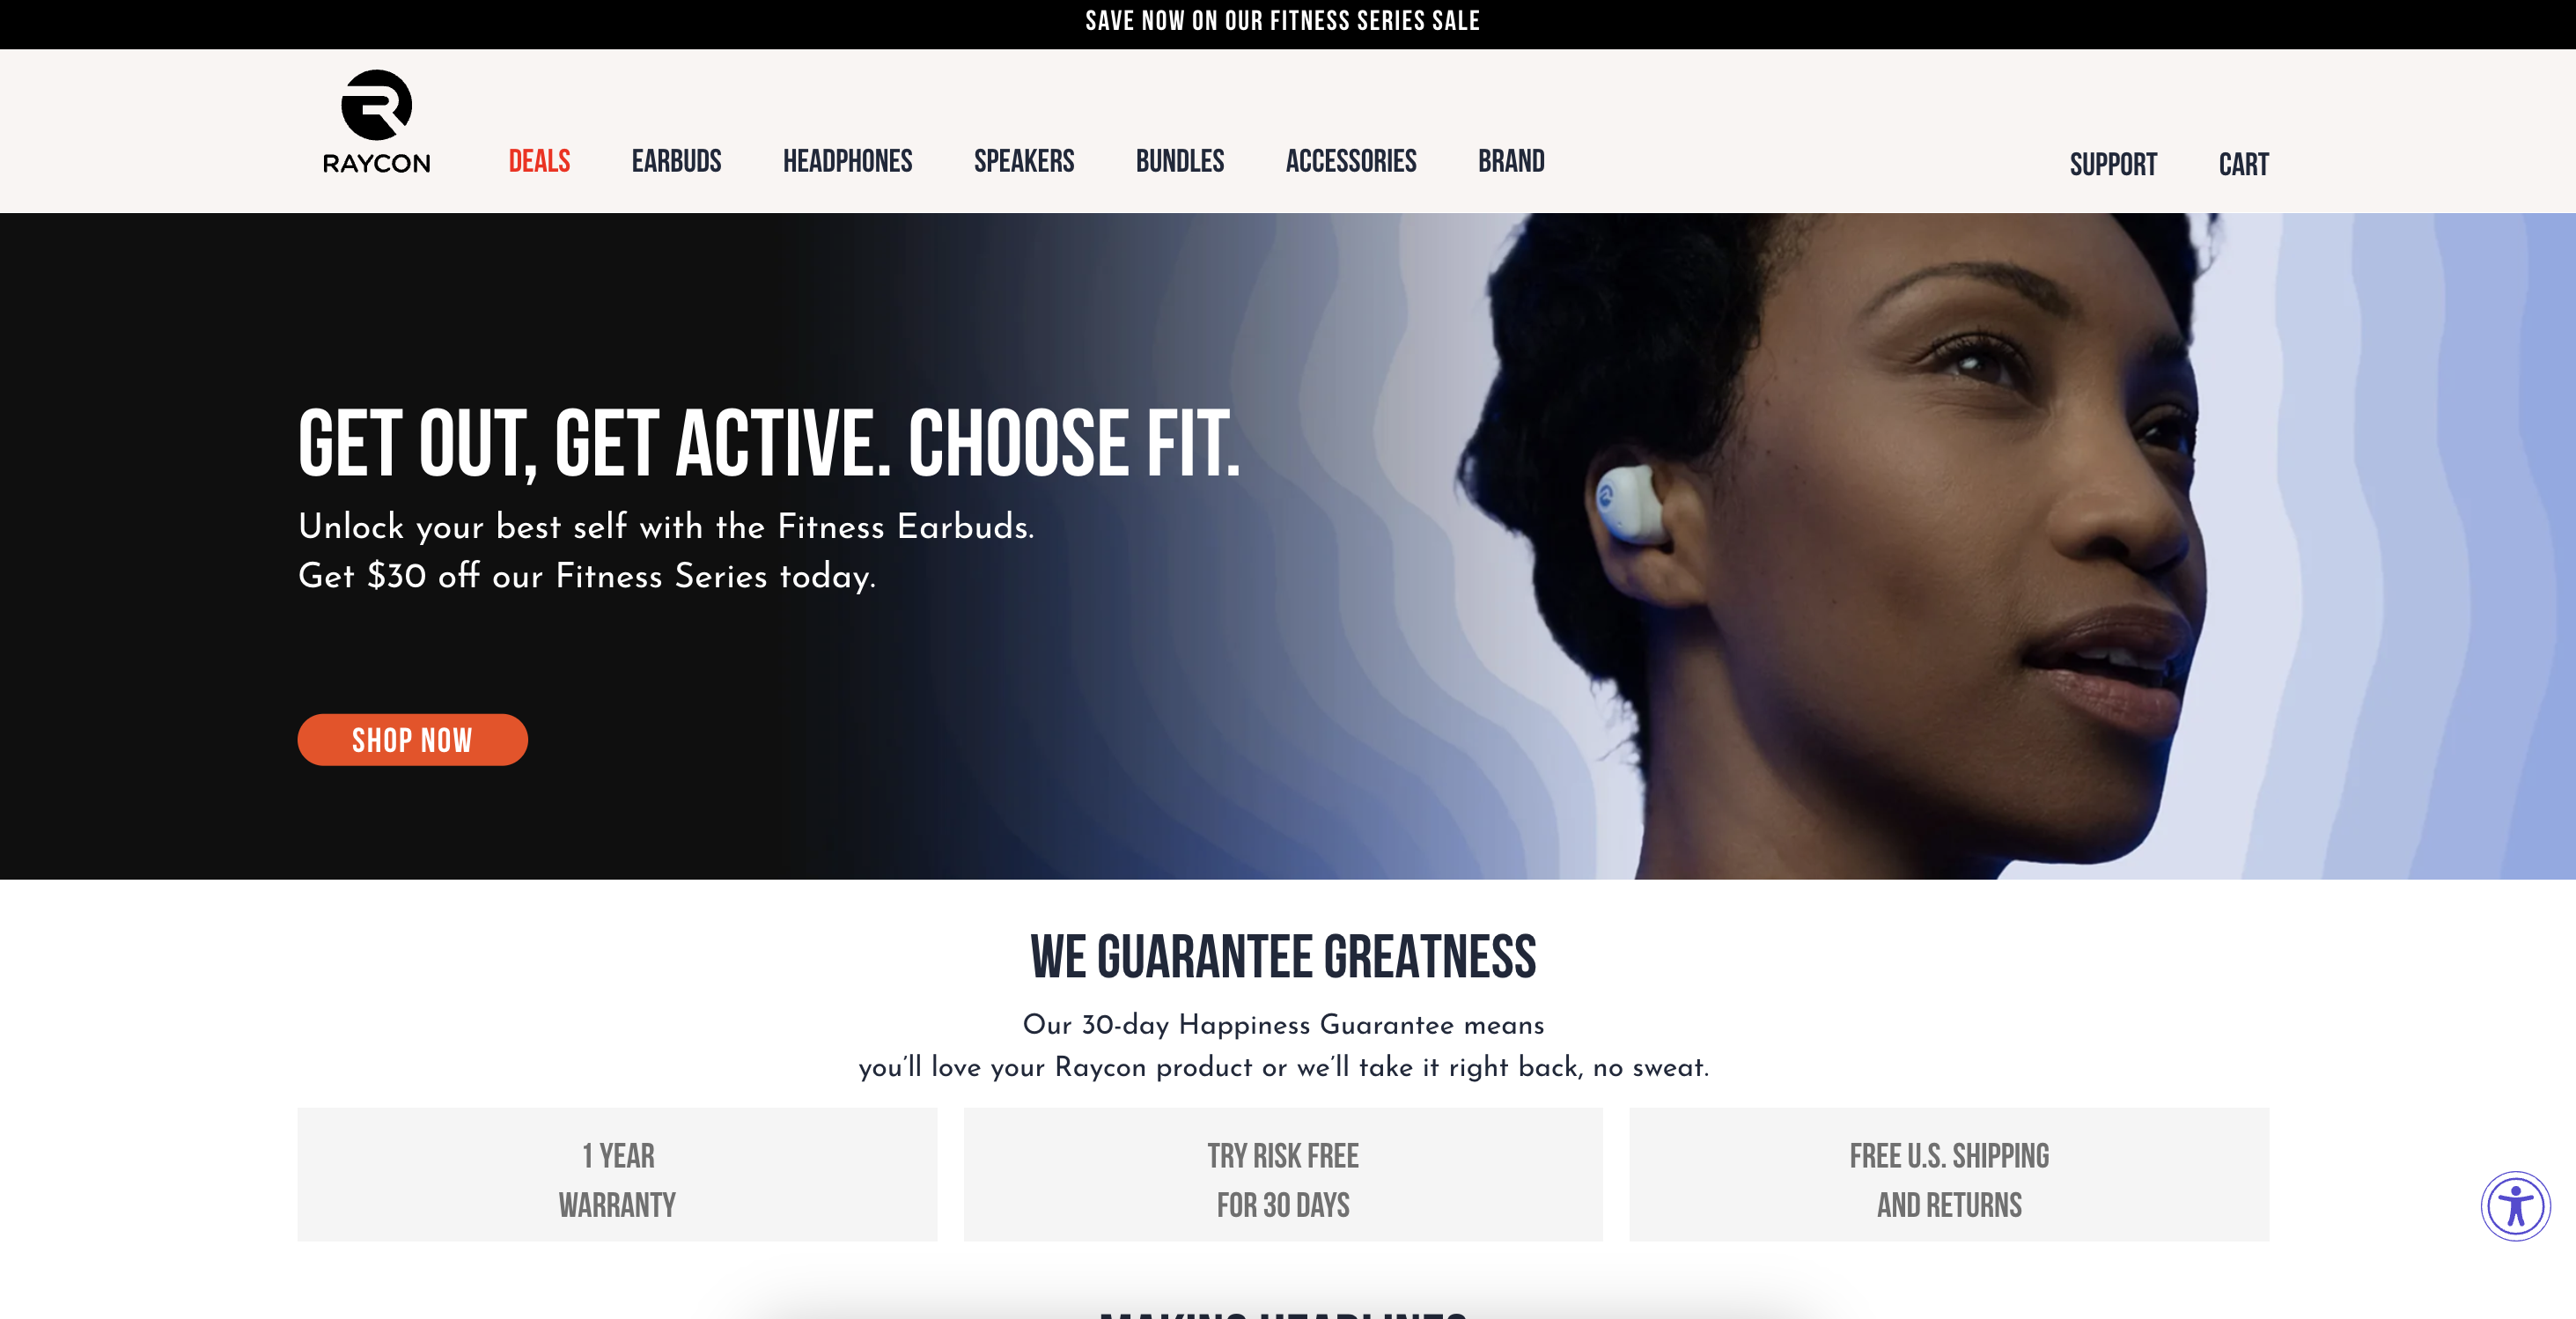 SAVE NOW ON OUR FITNESS SERIES SALE
RAYCON
DEALS EARBUDS HEADPHONES SPEAKERS BUNDLES ACCESSORIES BRAND SUPPORT CART
GET OUT, GET ACTIVE. CHOOSE FIT.
Unlock your best self with the Fitness Earbuds.
Get $30 off our Fitness Series today.
SHOP NOW
WE GUARANTEE GREATNESS
Our 30-day Happiness Guarantee means
you’ll love your Raycon product or we’ll take it right back, no sweat.
1 YEAR
WARRANTY
TRY RISK FREE
FOR 30 DAYS
FREE U.S. SHIPPING
AND RETURNS
MAKING HEADLINES